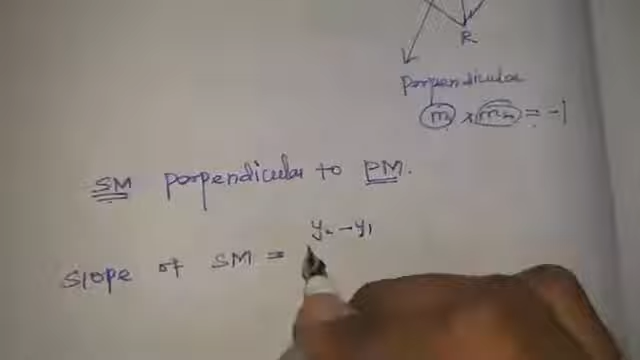 R
perpendicular
m₁ × m₂ = -1
SM perpendicular to PM.
y₂ - y₁
slope of SM =